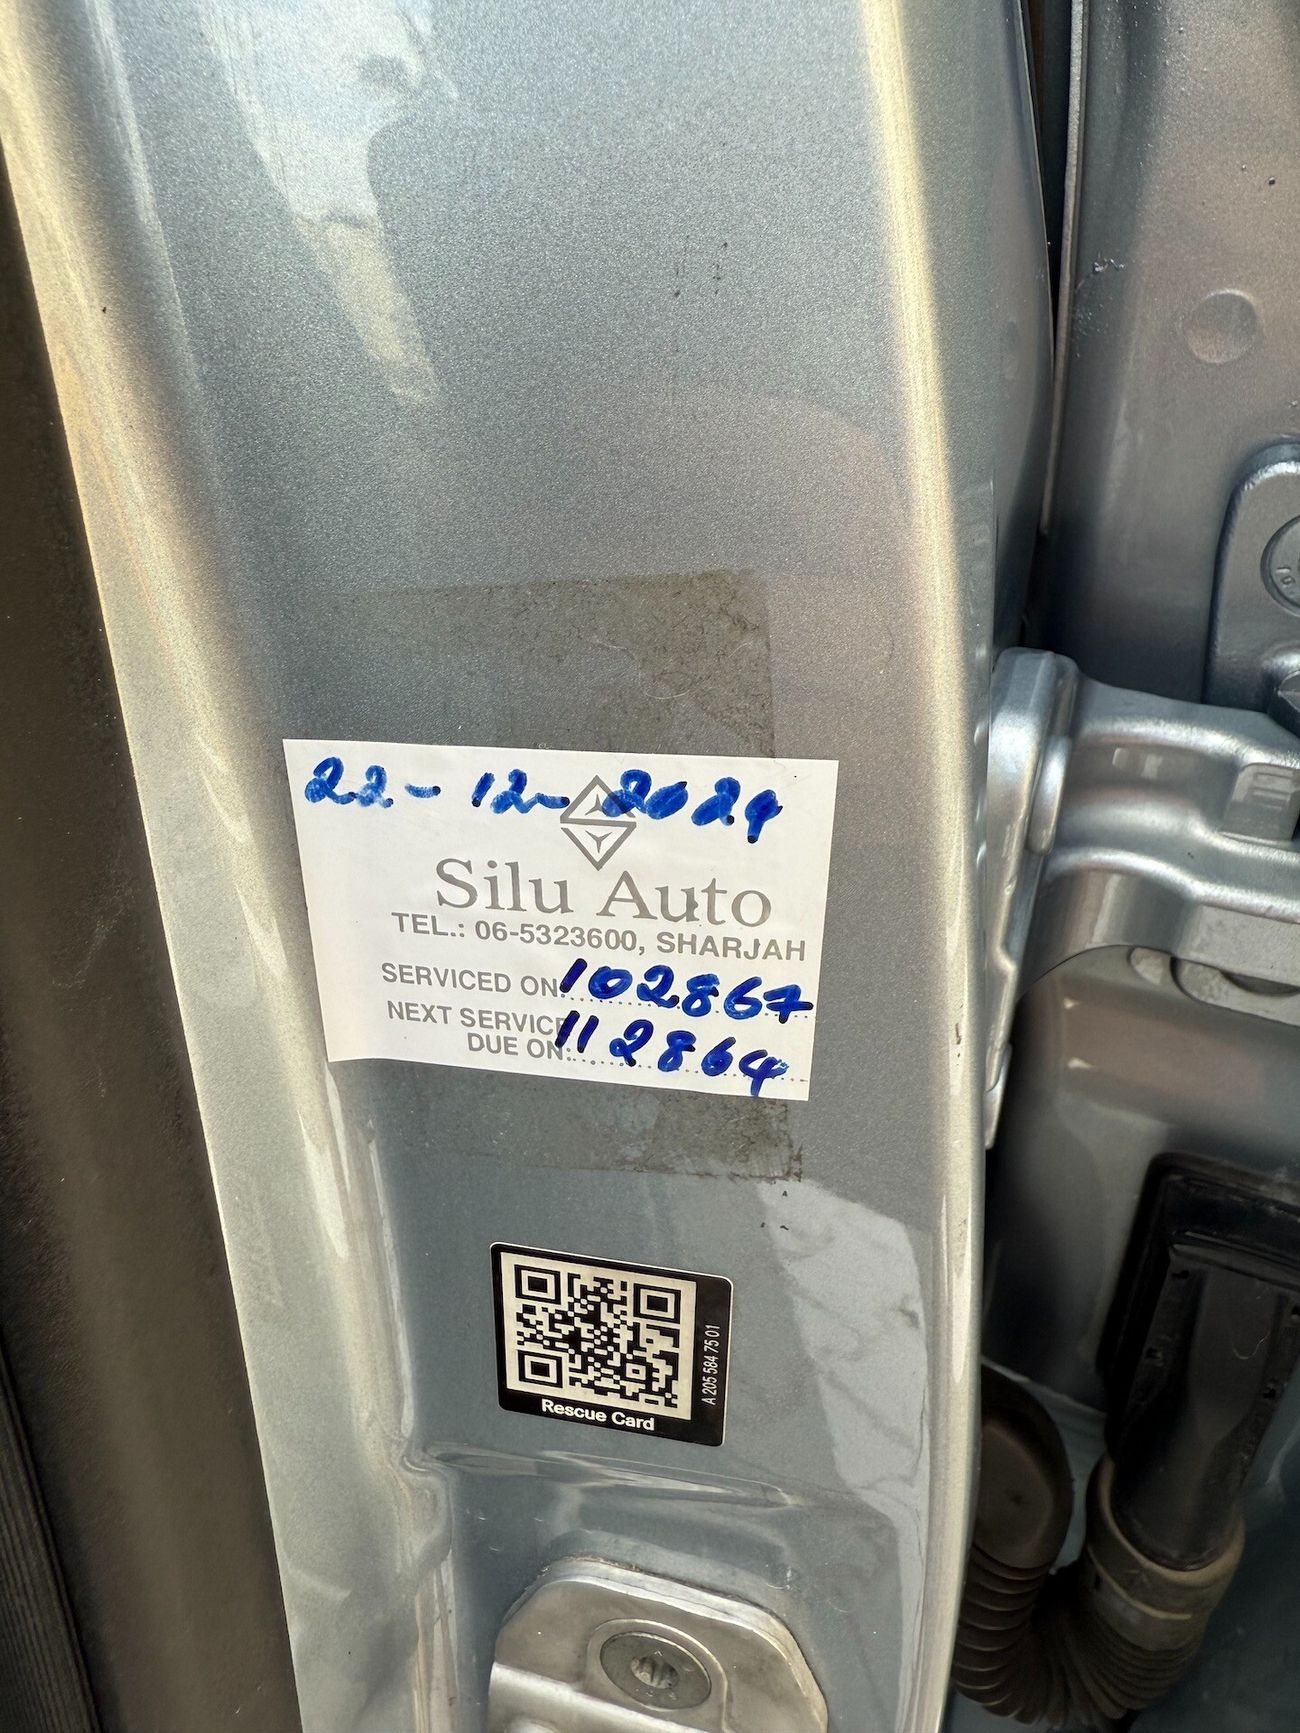 22-12-2024
Silu Auto
TEL.: 06-5323600, SHARJAH
SERVICED ON: 102867
NEXT SERVICE
DUE ON: 112864
A 205 584 75 01
Rescue Card